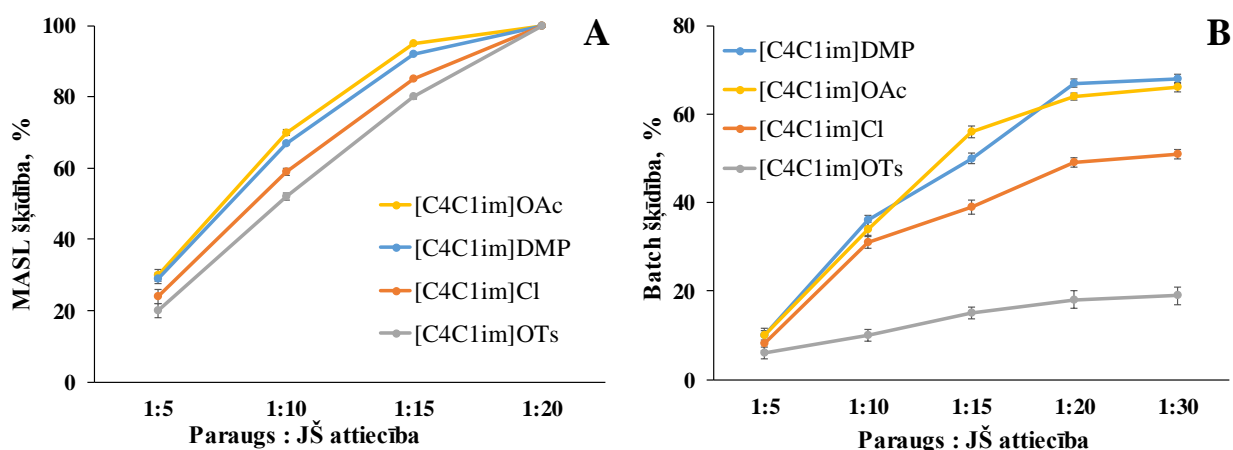 A
MASL šķīdība, %
100
80
60
40
20
0
[C4C1im]OAc
[C4C1im]DMP
[C4C1im]Cl
[C4C1im]OTs
1:5 1:10 1:15 1:20
Paraugs : JŠ attiecība
B
Batch šķīdība, %
80
60
40
20
0
[C4C1im]DMP
[C4C1im]OAc
[C4C1im]Cl
[C4C1im]OTs
1:5 1:10 1:15 1:20 1:30
Paraugs : JŠ attiecība